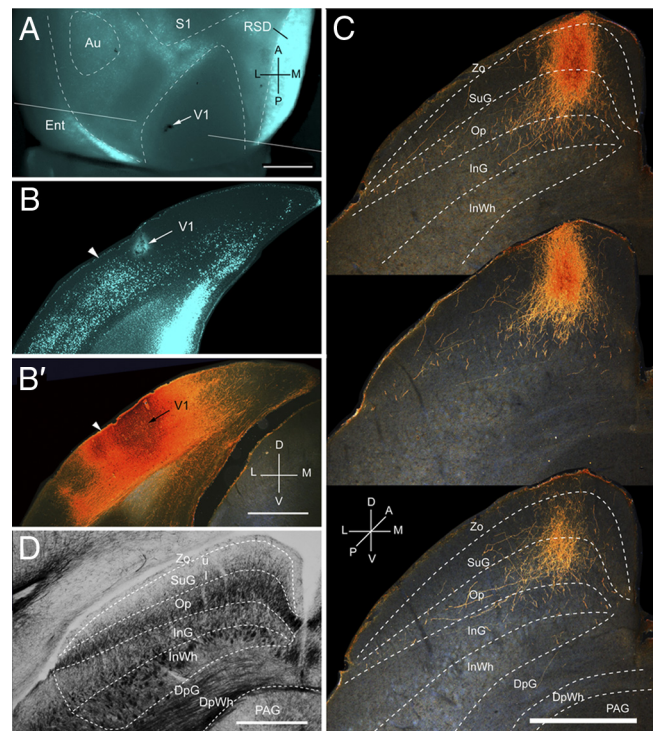 A
S1
RSD
Au
A
L M
P
V1
Ent
B
V1
B′
V1
D
L M
V
D
Zo
u
l
SuG
Op
InG
InWh
DpG
DpWh
PAG
C
Zo
SuG
Op
InG
InWh
D
A
L M
P
V
Zo
SuG
Op
InG
InWh
DpG
DpWh
PAG